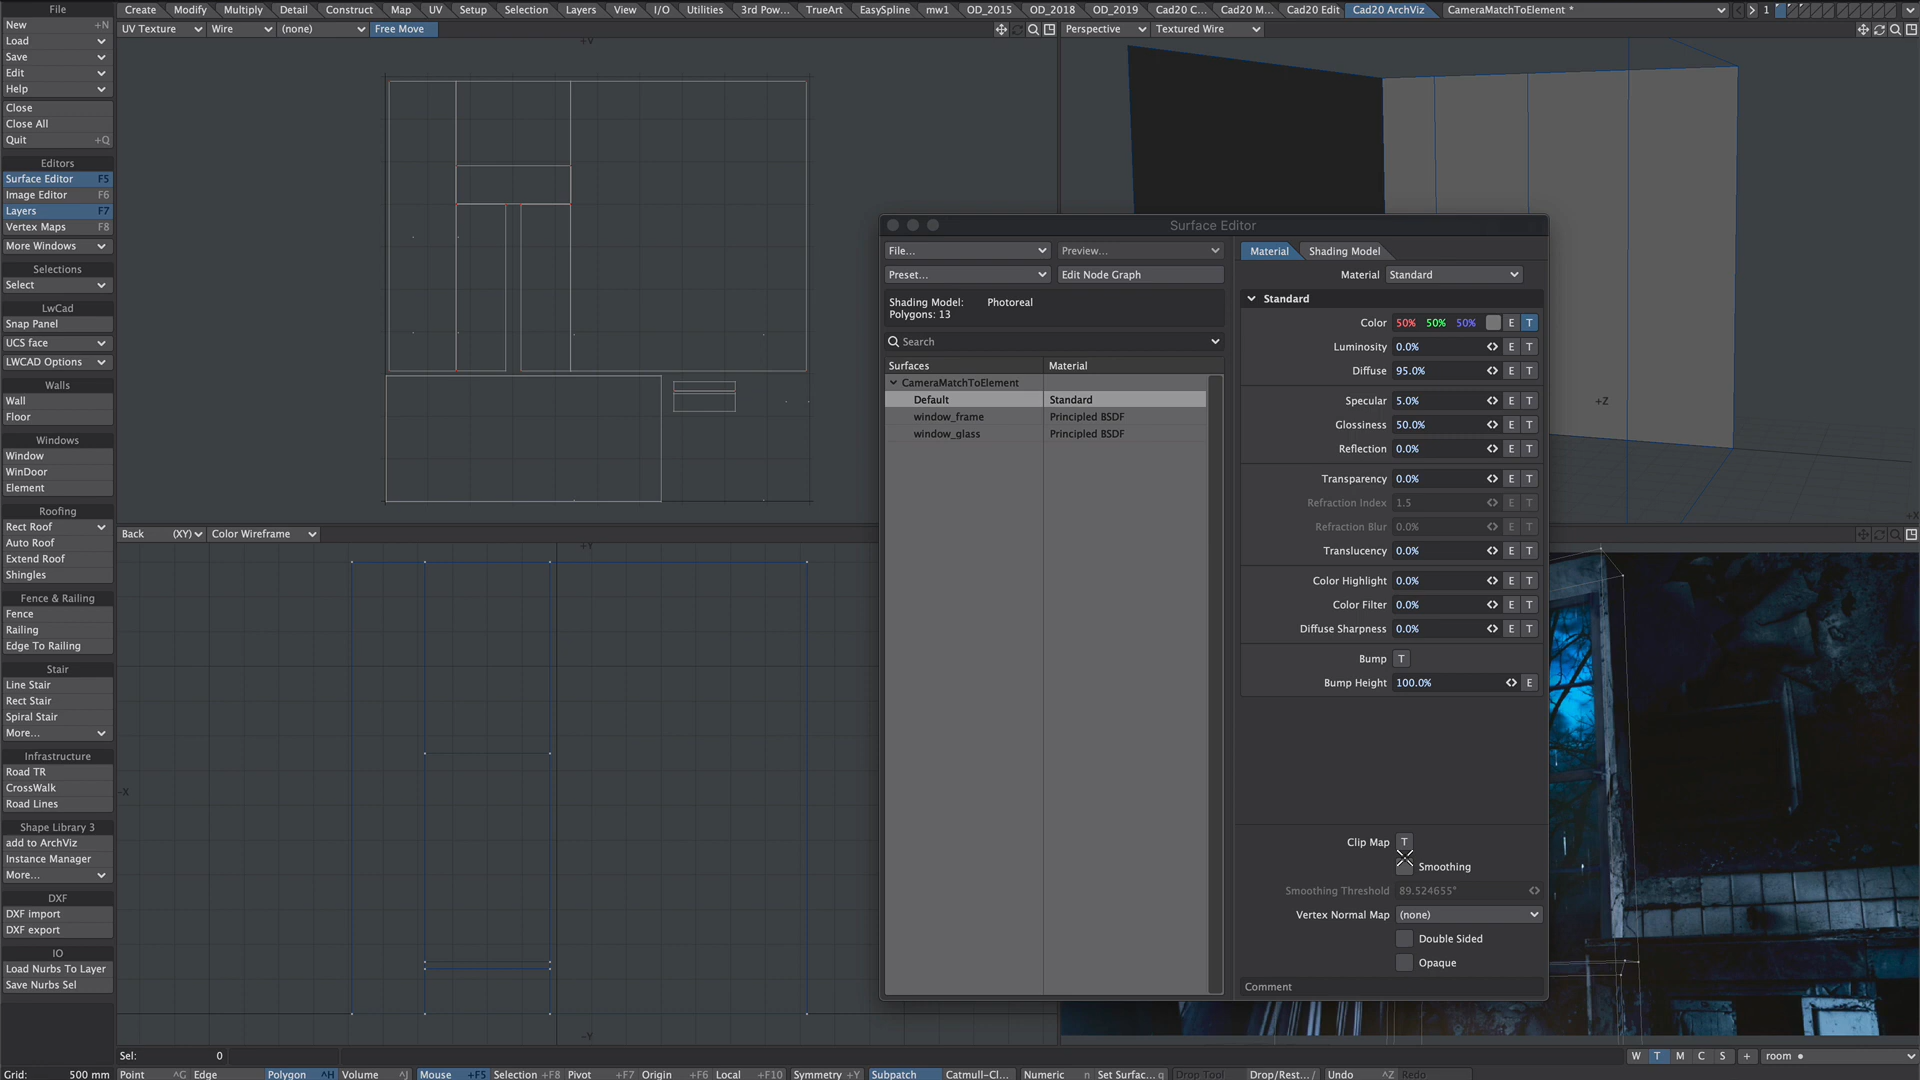 File Create Modify Multiply Detail Construct Map UV Setup Selection Layers View I/O Utilities 3rd Pow... TrueArt EasySpline mw1 OD_2015 OD_2018 OD_2019 Cad20 C... Cad20 M... Cad20 Edit Cad20 ArchViz CameraMatchToElement * 1
New +N
Load
Save
Edit
Help
Close
Close All
Quit +Q
Editors
Surface Editor F5
Image Editor F6
Layers F7
Vertex Maps F8
More Windows
Selections
Select
LwCad
Snap Panel
UCS face
LWCAD Options
Walls
Wall
Floor
Windows
Window
WinDoor
Element
Roofing
Rect Roof
Auto Roof
Extend Roof
Shingles
Fence & Railing
Fence
Railing
Edge To Railing
Stair
Line Stair
Rect Stair
Spiral Stair
More...
Infrastructure
Road TR
CrossWalk
Road Lines
Shape Library 3
add to ArchViz
Instance Manager
More...
DXF
DXF import
DXF export
IO
Load Nurbs To Layer
Save Nurbs Sel
UV Texture Wire (none) Free Move
+V
Perspective Textured Wire
+Z
+X
Back (XY) Color Wireframe
+Y
-X
-Y
Surface Editor
File... Preview...
Preset... Edit Node Graph
Shading Model: Photoreal
Polygons: 13
Search
Surfaces Material
CameraMatchToElement
Default Standard
window_frame Principled BSDF
window_glass Principled BSDF
Material Shading Model
Material Standard
Standard
Color 50% 50% 50% E T
Luminosity 0.0% E T
Diffuse 95.0% E T
Specular 5.0% E T
Glossiness 50.0% E T
Reflection 0.0% E T
Transparency 0.0% E T
Refraction Index 1.5 E T
Refraction Blur 0.0% E T
Translucency 0.0% E T
Color Highlight 0.0% E T
Color Filter 0.0% E T
Diffuse Sharpness 0.0% E T
Bump T
Bump Height 100.0% E
Clip Map T
Smoothing
Smoothing Threshold 89.524655°
Vertex Normal Map (none)
Double Sided
Opaque
Comment
Sel: 0
W T M C S + room
Grid: 500 mm Point ^G Edge Polygon ^H Volume ^J Mouse +F5 Selection +F8 Pivot +F7 Origin +F6 Local +F10 Symmetry +Y Subpatch Catmull-Cl... Numeric n Set Surfac... q Drop Tool Drop/Rest... / Undo ^Z Redo